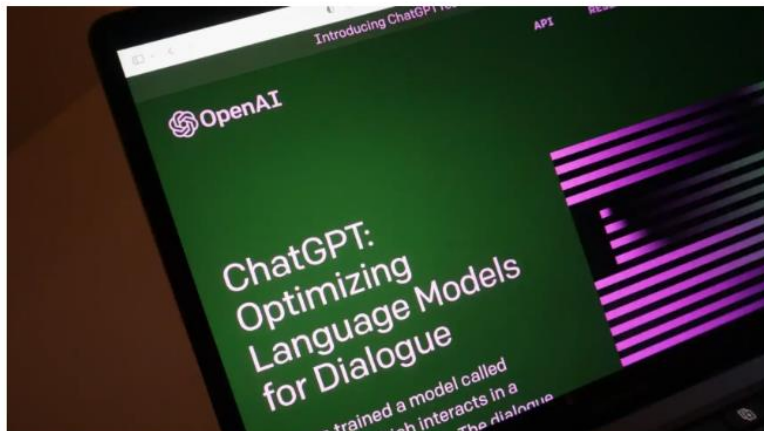 Introducing ChatGPT
API
OpenAI
ChatGPT:
Optimizing
Language Models
for Dialogue
trained a model called
interacts in a
The dialogue